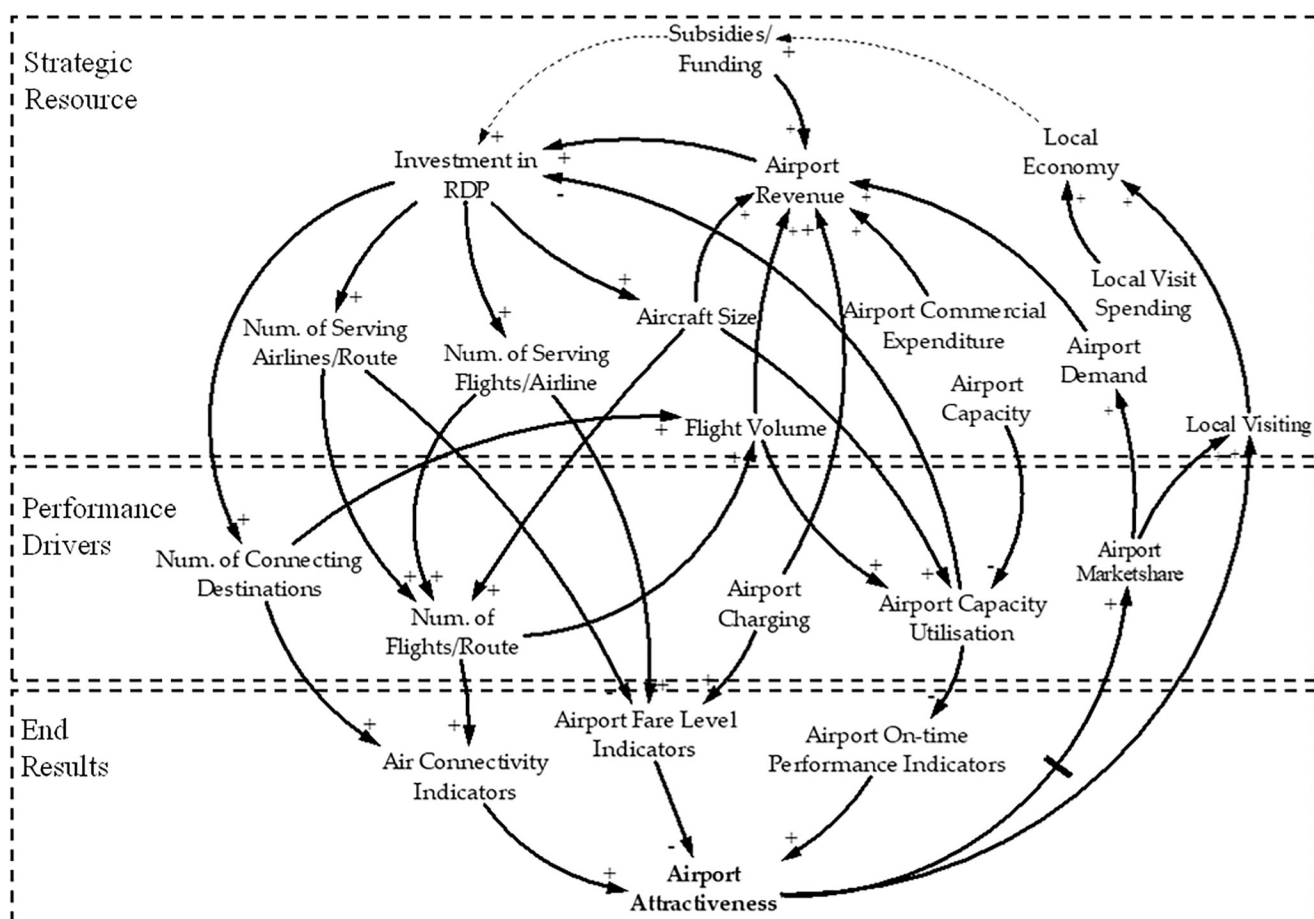 Strategic
Resource
Subsidies/
Funding
+
+
+
Investment in
RDP
+
-
Airport
Revenue
+
+
+ +
+
Local
Economy
+
+
Local Visit
Spending
+
Num. of Serving
Airlines/Route
+
Num. of Serving
Flights/Airline
+
Aircraft Size
Airport Commercial
Expenditure
Airport
Demand
+
Airport
Capacity
Flight Volume
+
+
Local Visiting
+ +
Performance
Drivers
+
Num. of Connecting
Destinations
+ +
+
Num. of
Flights/Route
Airport
Charging
+
+
-
Airport Capacity
Utilisation
Airport
Marketshare
+
End
Results
+
+
Air Connectivity
Indicators
-
+
+
Airport Fare Level
Indicators
-
Airport On-time
Performance Indicators
+
-
+
Airport
Attractiveness